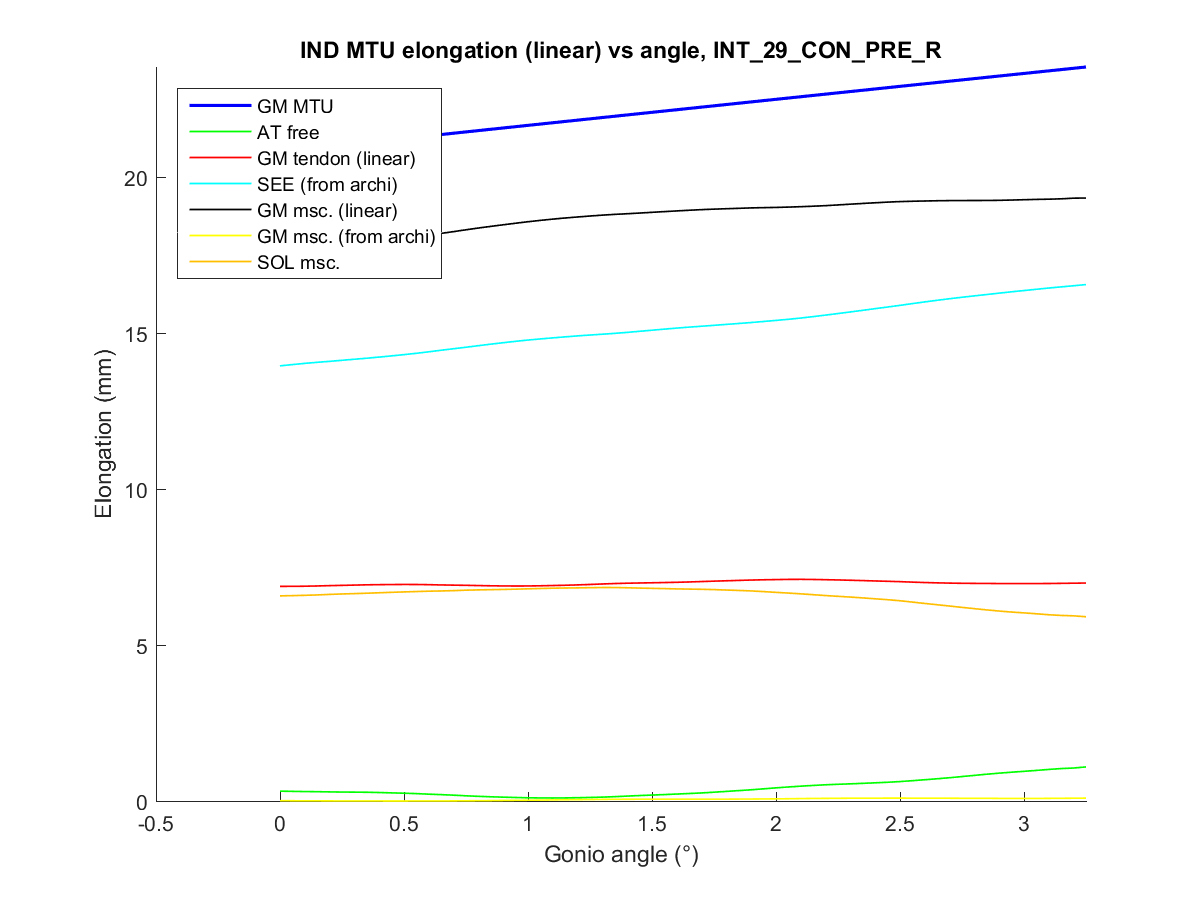 IND MTU elongation (linear) vs angle, INT_29_CON_PRE_R
GM MTU
AT free
GM tendon (linear)
SEE (from archi)
GM msc. (linear)
GM msc. (from archi)
SOL msc.
Elongation (mm)
20
15
10
5
0
-0.5 0 0.5 1 1.5 2 2.5 3
Gonio angle (°)